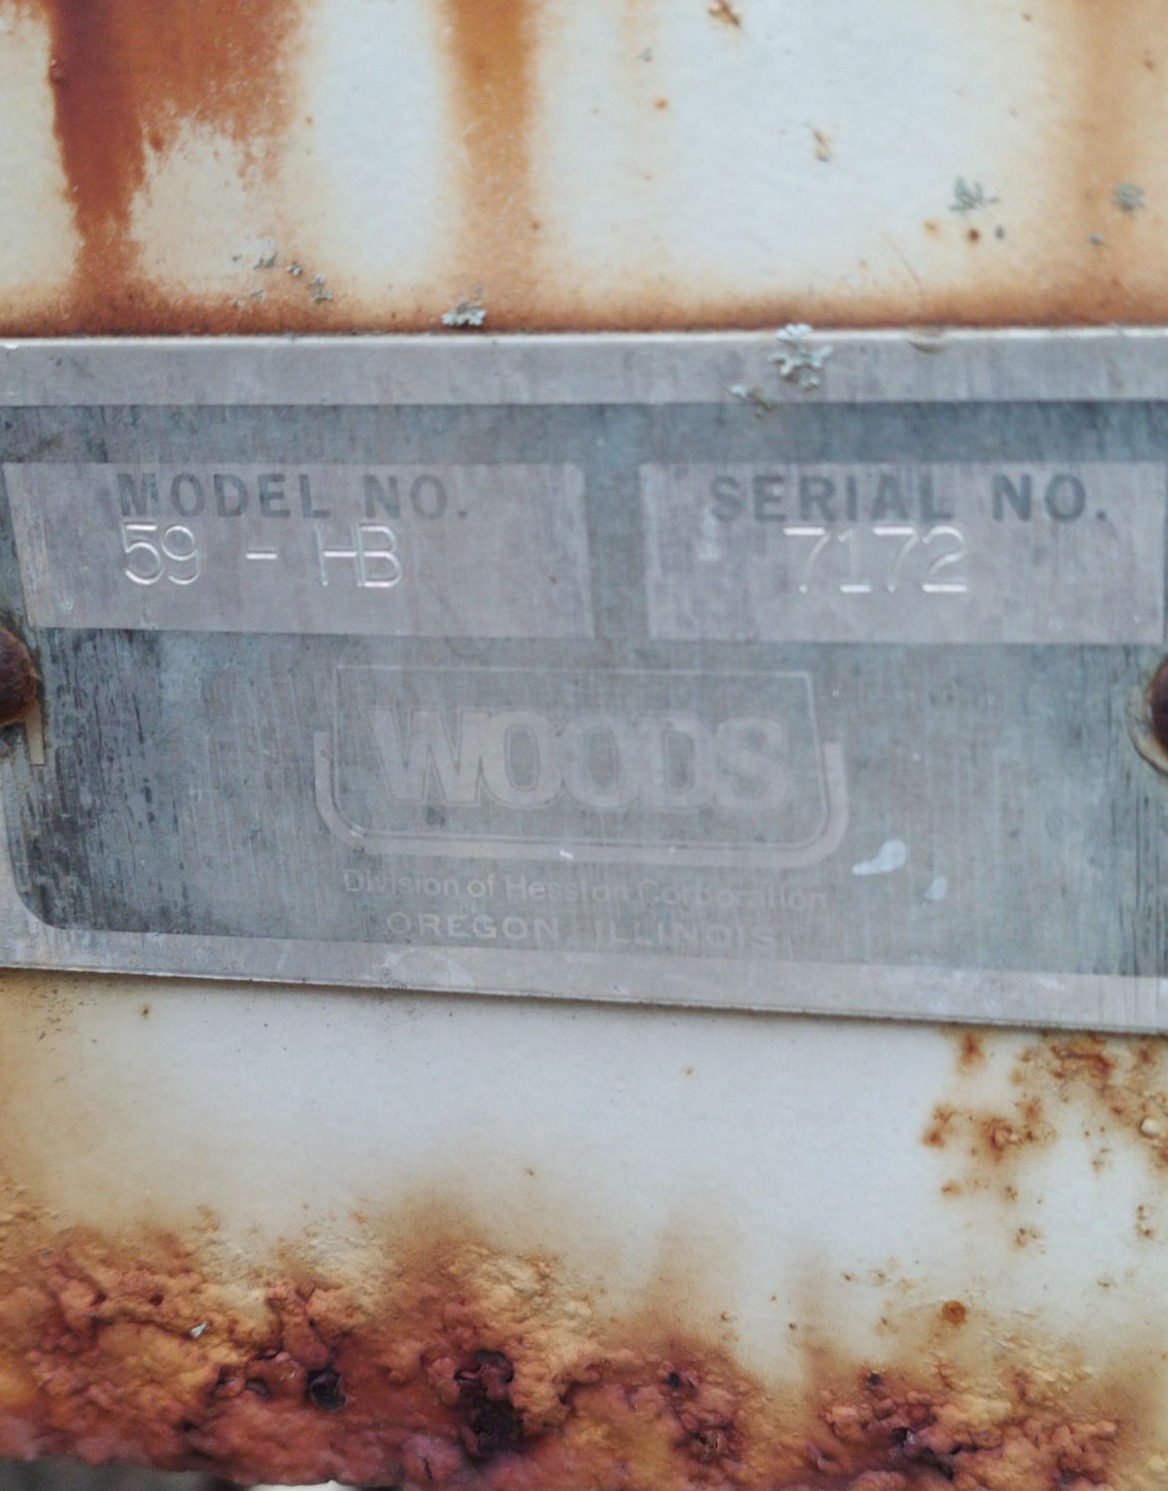 MODEL NO.
59 - HB
SERIAL NO.
7172
WOODS
Division of Hesston Corporation
OREGON, ILLINOIS